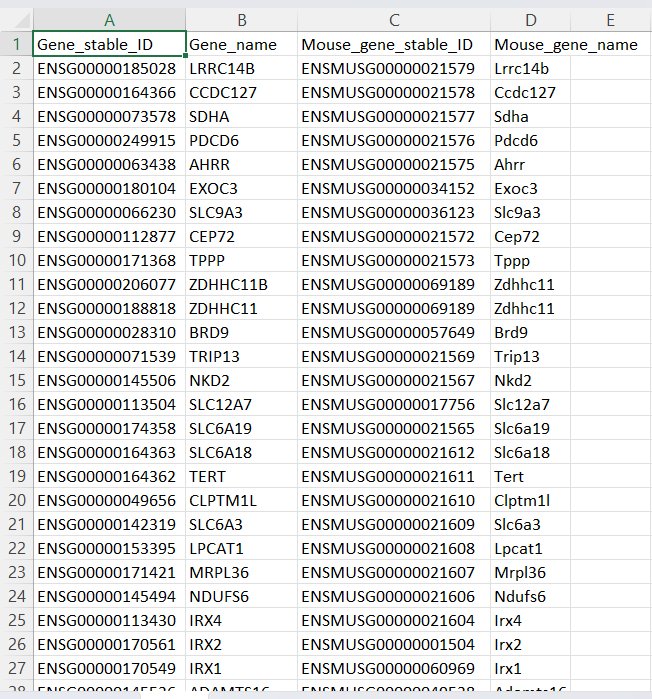 A B C D E
1 Gene_stable_ID Gene_name Mouse_gene_stable_ID Mouse_gene_name
2 ENSG00000185028 LRRC14B ENSMUSG00000021579 Lrrc14b
3 ENSG00000164366 CCDC127 ENSMUSG00000021578 Ccdc127
4 ENSG00000073578 SDHA ENSMUSG00000021577 Sdha
5 ENSG00000249915 PDCD6 ENSMUSG00000021576 Pdcd6
6 ENSG00000063438 AHRR ENSMUSG00000021575 Ahrr
7 ENSG00000180104 EXOC3 ENSMUSG00000034152 Exoc3
8 ENSG00000066230 SLC9A3 ENSMUSG00000036123 Slc9a3
9 ENSG00000112877 CEP72 ENSMUSG00000021572 Cep72
10 ENSG00000171368 TPPP ENSMUSG00000021573 Tppp
11 ENSG00000206077 ZDHHC11B ENSMUSG00000069189 Zdhhc11
12 ENSG00000188818 ZDHHC11 ENSMUSG00000069189 Zdhhc11
13 ENSG00000028310 BRD9 ENSMUSG00000057649 Brd9
14 ENSG00000071539 TRIP13 ENSMUSG00000021569 Trip13
15 ENSG00000145506 NKD2 ENSMUSG00000021567 Nkd2
16 ENSG00000113504 SLC12A7 ENSMUSG00000017756 Slc12a7
17 ENSG00000174358 SLC6A19 ENSMUSG00000021565 Slc6a19
18 ENSG00000164363 SLC6A18 ENSMUSG00000021612 Slc6a18
19 ENSG00000164362 TERT ENSMUSG00000021611 Tert
20 ENSG00000049656 CLPTM1L ENSMUSG00000021610 Clptm1l
21 ENSG00000142319 SLC6A3 ENSMUSG00000021609 Slc6a3
22 ENSG00000153395 LPCAT1 ENSMUSG00000021608 Lpcat1
23 ENSG00000171421 MRPL36 ENSMUSG00000021607 Mrpl36
24 ENSG00000145494 NDUFS6 ENSMUSG00000021606 Ndufs6
25 ENSG00000113430 IRX4 ENSMUSG00000021604 Irx4
26 ENSG00000170561 IRX2 ENSMUSG00000001504 Irx2
27 ENSG00000170549 IRX1 ENSMUSG00000060969 Irx1